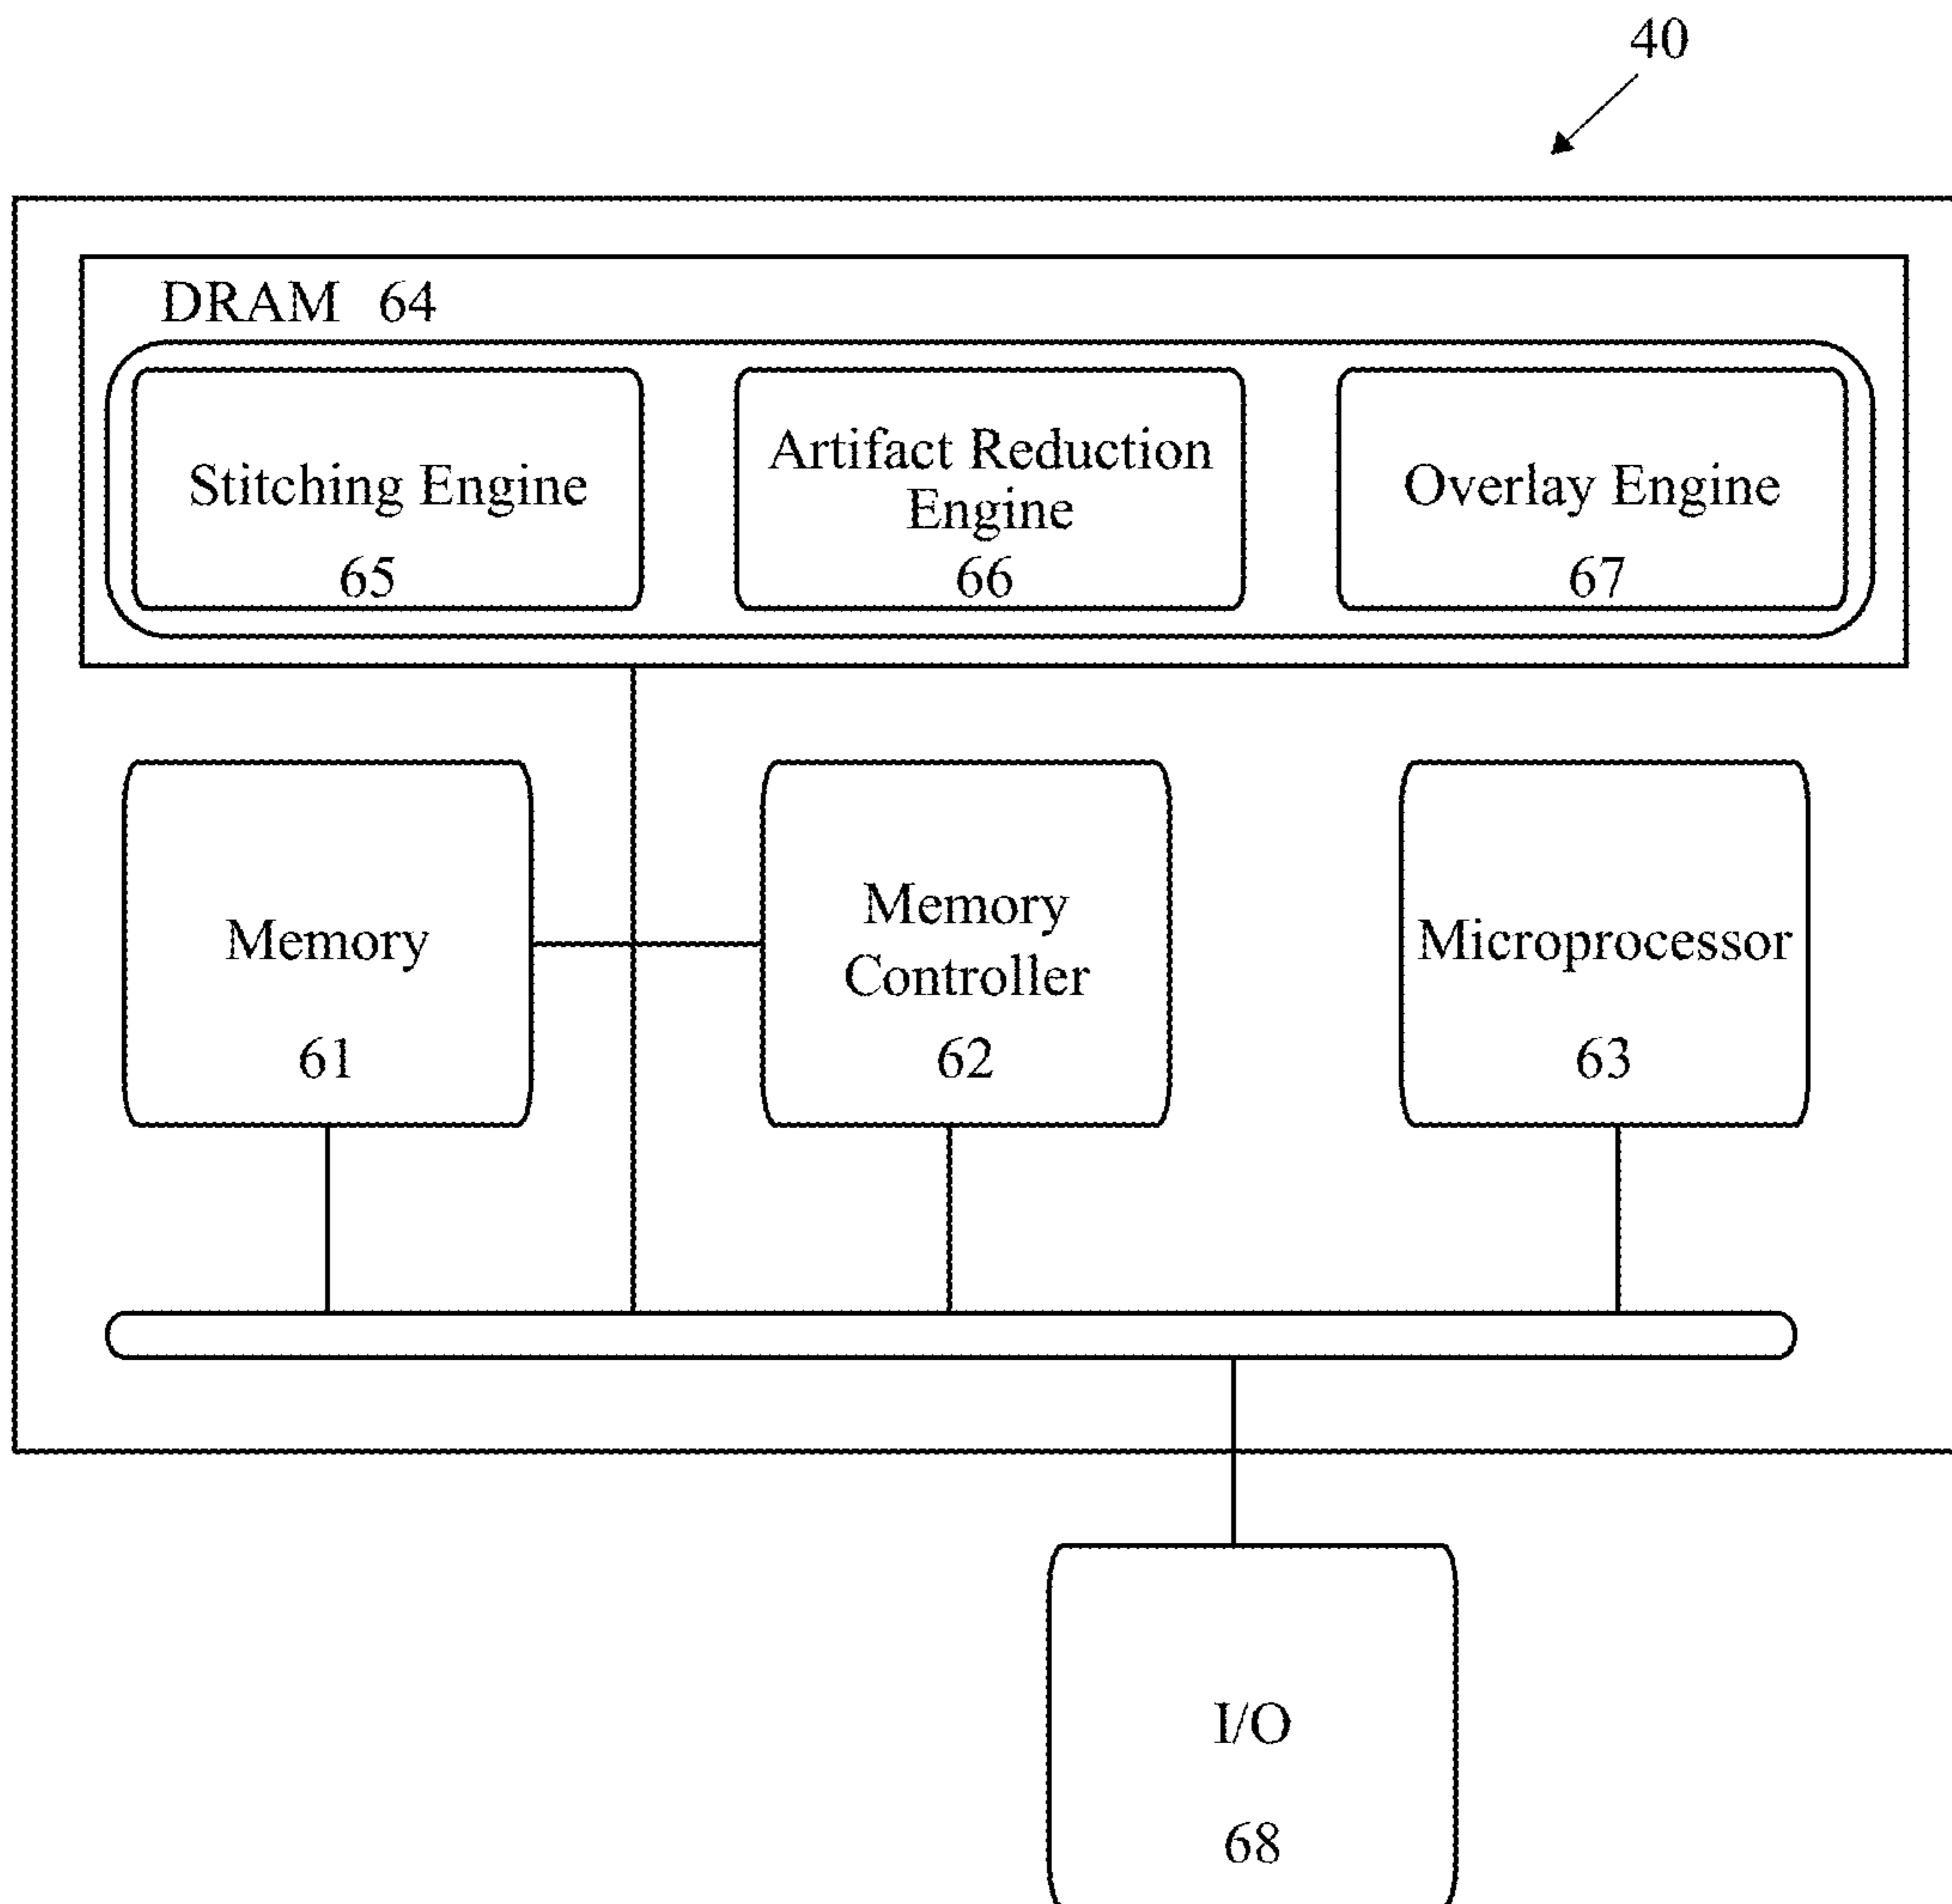 40
DRAM 64
Stitching Engine
65
Artifact Reduction
Engine
66
Overlay Engine
67
Memory
61
Memory
Controller
62
Microprocessor
63
I/O
68